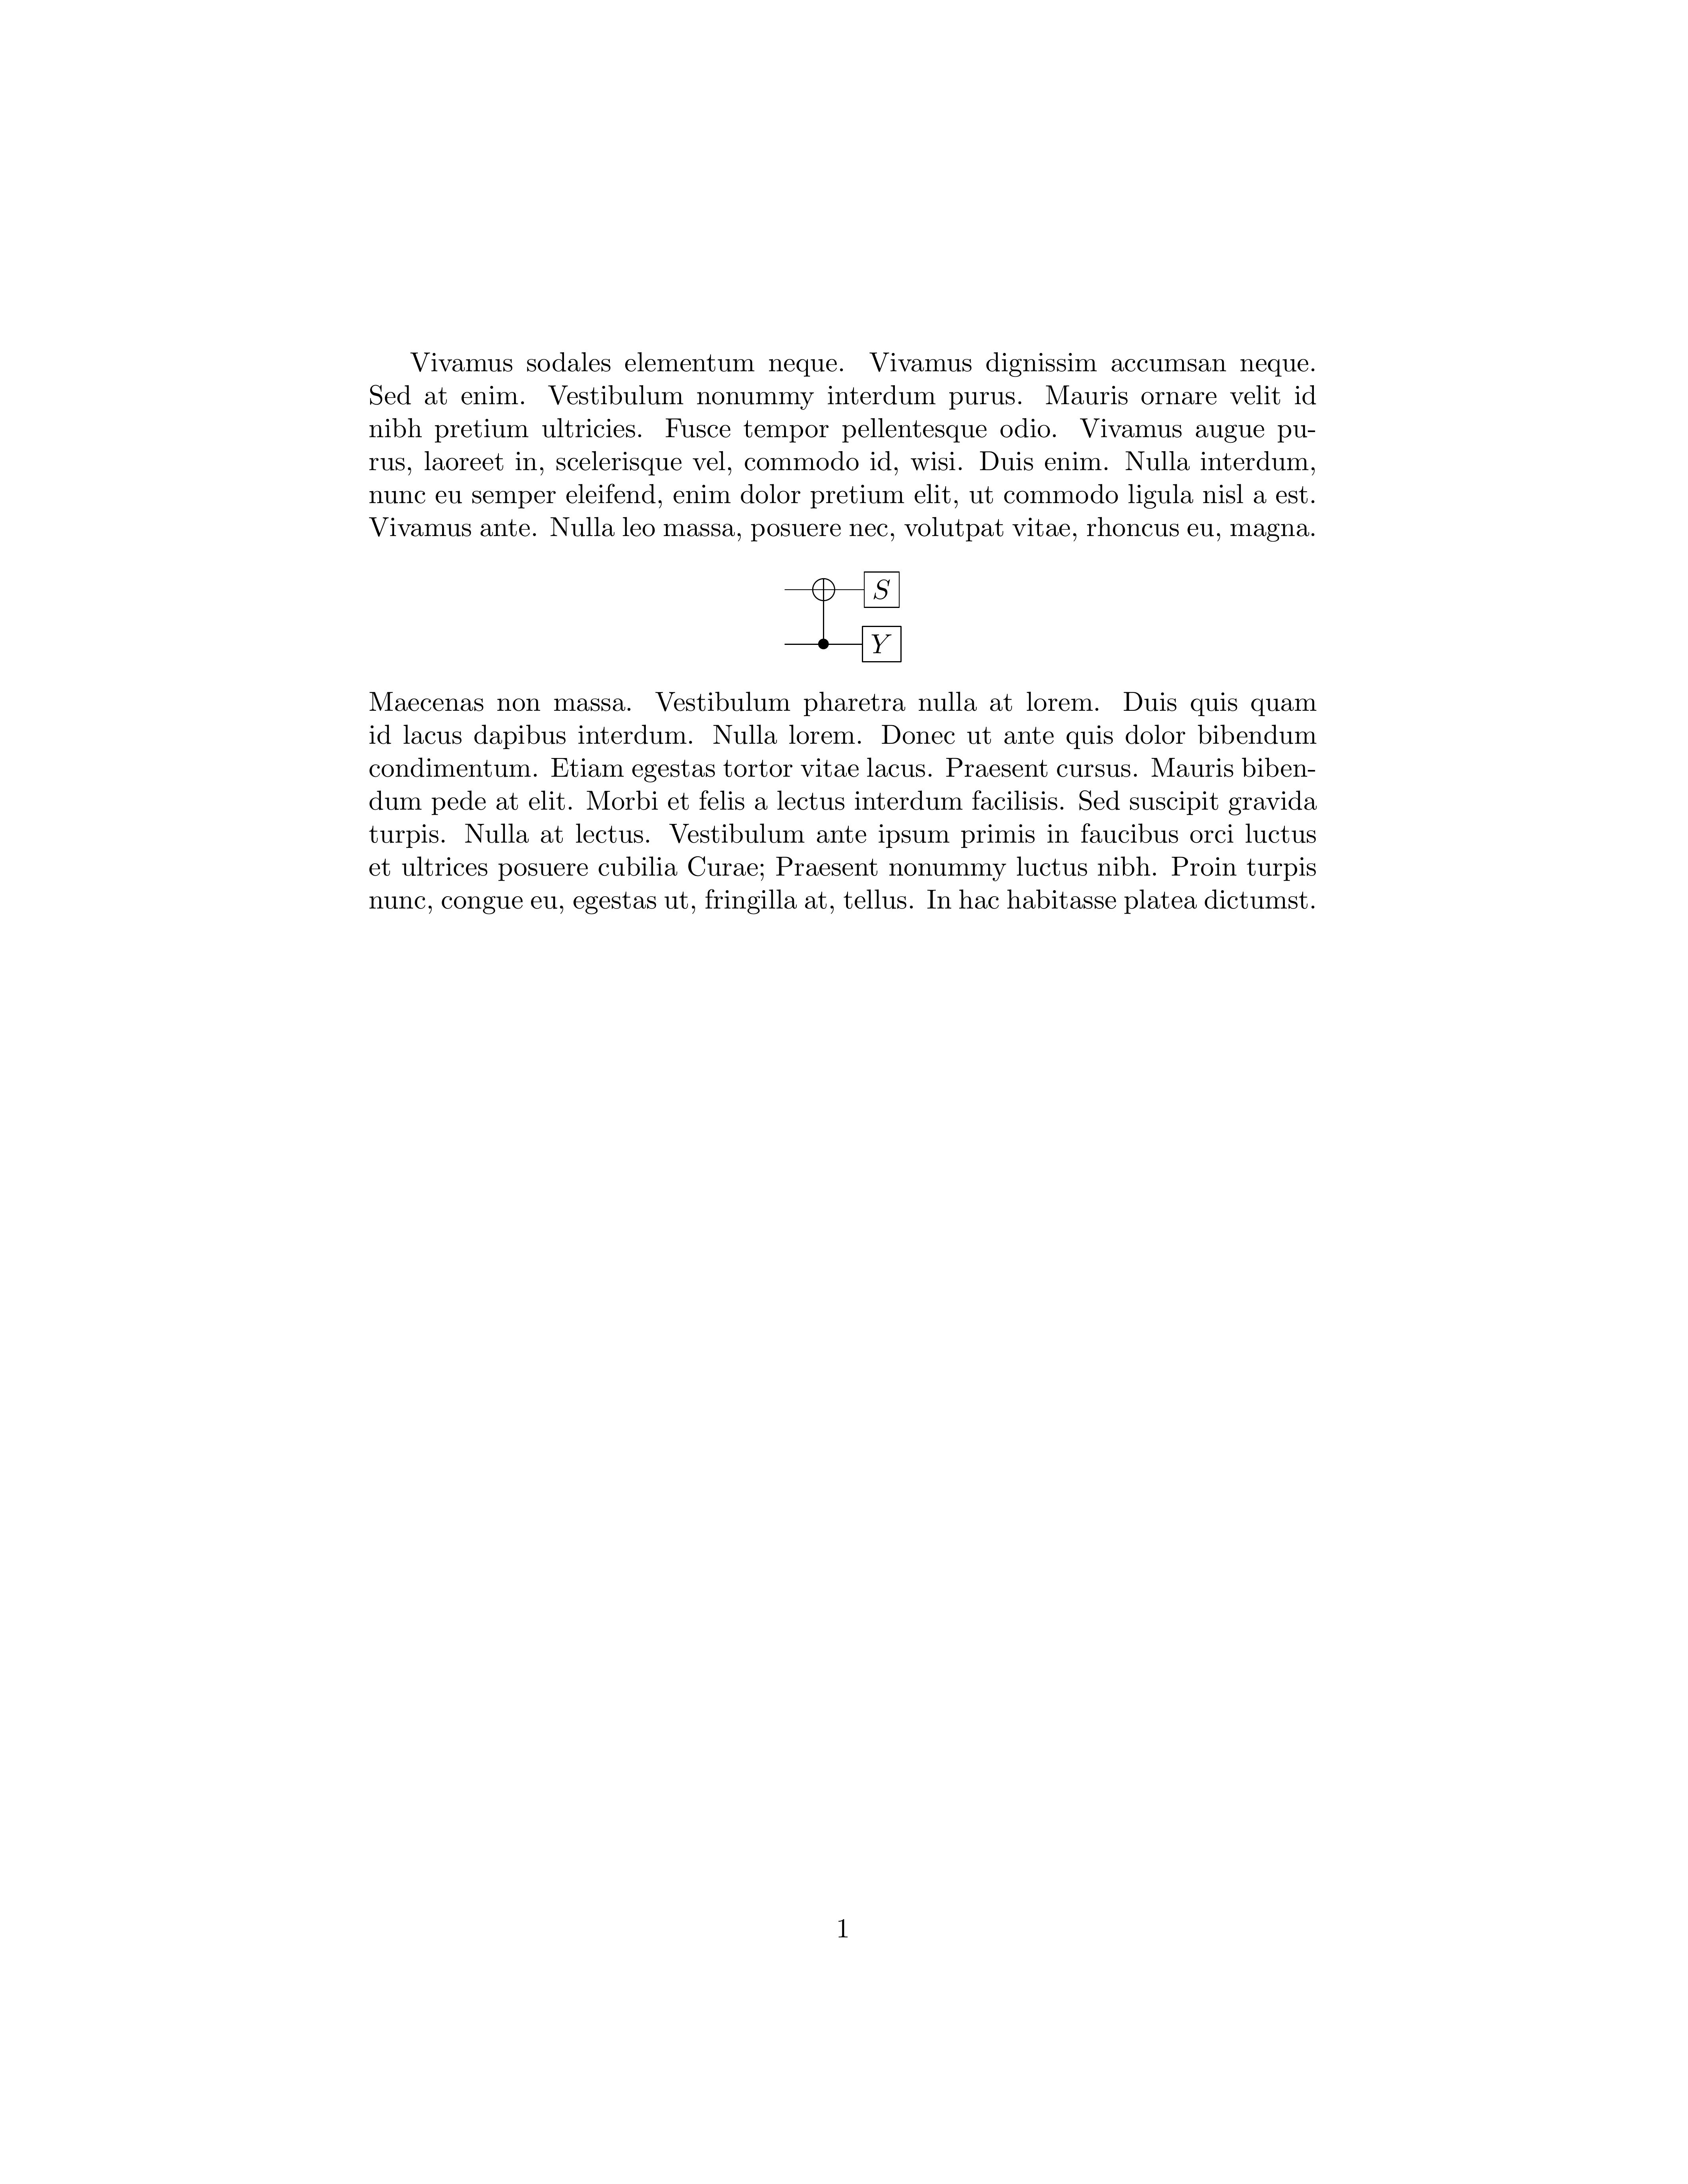 Vivamus sodales elementum neque. Vivamus dignissim accumsan neque.
Sed at enim. Vestibulum nonummy interdum purus. Mauris ornare velit id
nibh pretium ultricies. Fusce tempor pellentesque odio. Vivamus augue pu-
rus, laoreet in, scelerisque vel, commodo id, wisi. Duis enim. Nulla interdum,
nunc eu semper eleifend, enim dolor pretium elit, ut commodo ligula nisl a est.
Vivamus ante. Nulla leo massa, posuere nec, volutpat vitae, rhoncus eu, magna.
S
Y
Maecenas non massa. Vestibulum pharetra nulla at lorem. Duis quis quam
id lacus dapibus interdum. Nulla lorem. Donec ut ante quis dolor bibendum
condimentum. Etiam egestas tortor vitae lacus. Praesent cursus. Mauris biben-
dum pede at elit. Morbi et felis a lectus interdum facilisis. Sed suscipit gravida
turpis. Nulla at lectus. Vestibulum ante ipsum primis in faucibus orci luctus
et ultrices posuere cubilia Curae; Praesent nonummy luctus nibh. Proin turpis
nunc, congue eu, egestas ut, fringilla at, tellus. In hac habitasse platea dictumst.
1